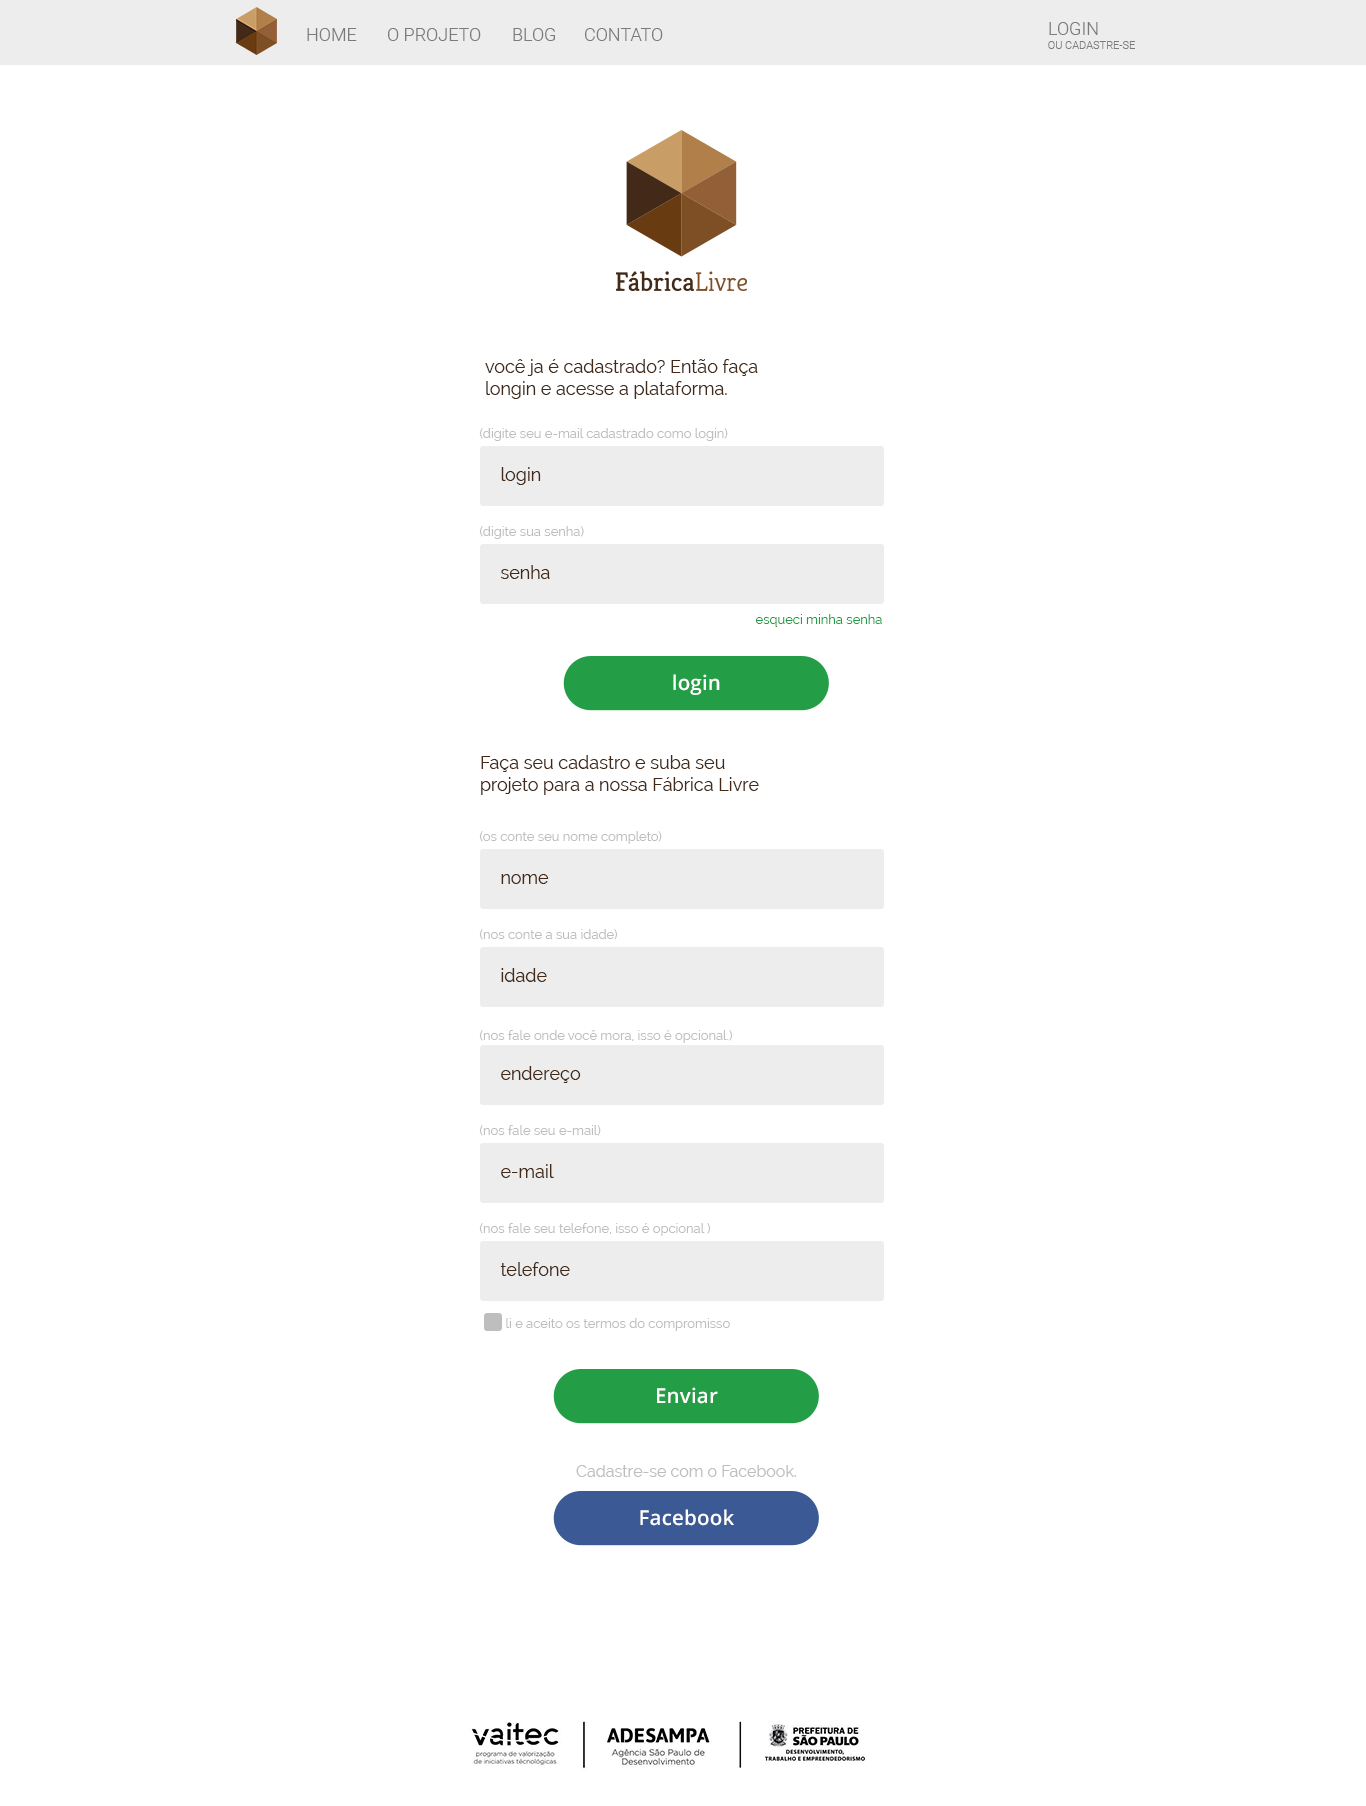 HOME O PROJETO BLOG CONTATO LOGIN
OU CADASTRE-SE
FábricaLivre
você ja é cadastrado? Então faça
longin e acesse a plataforma.
(digite seu e-mail cadastrado como login)
login
(digite sua senha)
senha
esqueci minha senha
login
Faça seu cadastro e suba seu
projeto para a nossa Fábrica Livre
(os conte seu nome completo)
nome
(nos conte a sua idade)
idade
(nos fale onde você mora, isso é opcional.)
endereço
(nos fale seu e-mail)
e-mail
(nos fale seu telefone, isso é opcional )
telefone
li e aceito os termos do compromisso
Enviar
Cadastre-se com o Facebook.
Facebook
vaitec
programa de valorização
de iniciativas tecnológicas
ADESAMPA
Agência São Paulo de
Desenvolvimento
PREFEITURA DE
SÃO PAULO
DESENVOLVIMENTO,
TRABALHO E EMPREENDEDORISMO